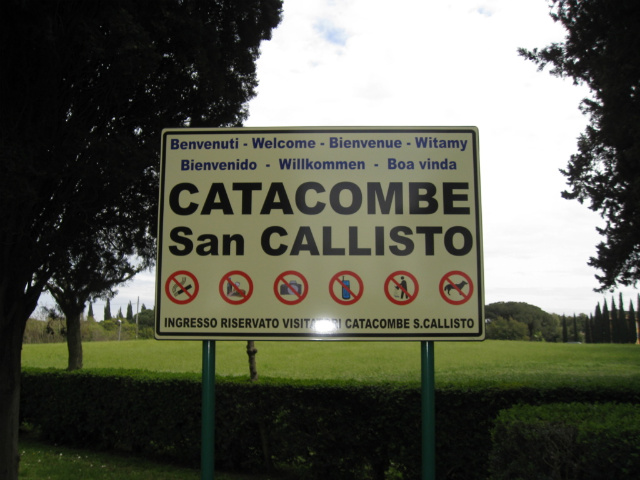 Benvenuti - Welcome - Bienvenue - Witamy
Bienvenido - Willkommen - Boa vinda
CATACOMBE
San CALLISTO
INGRESSO RISERVATO CATACOMBE S.CALLISTO